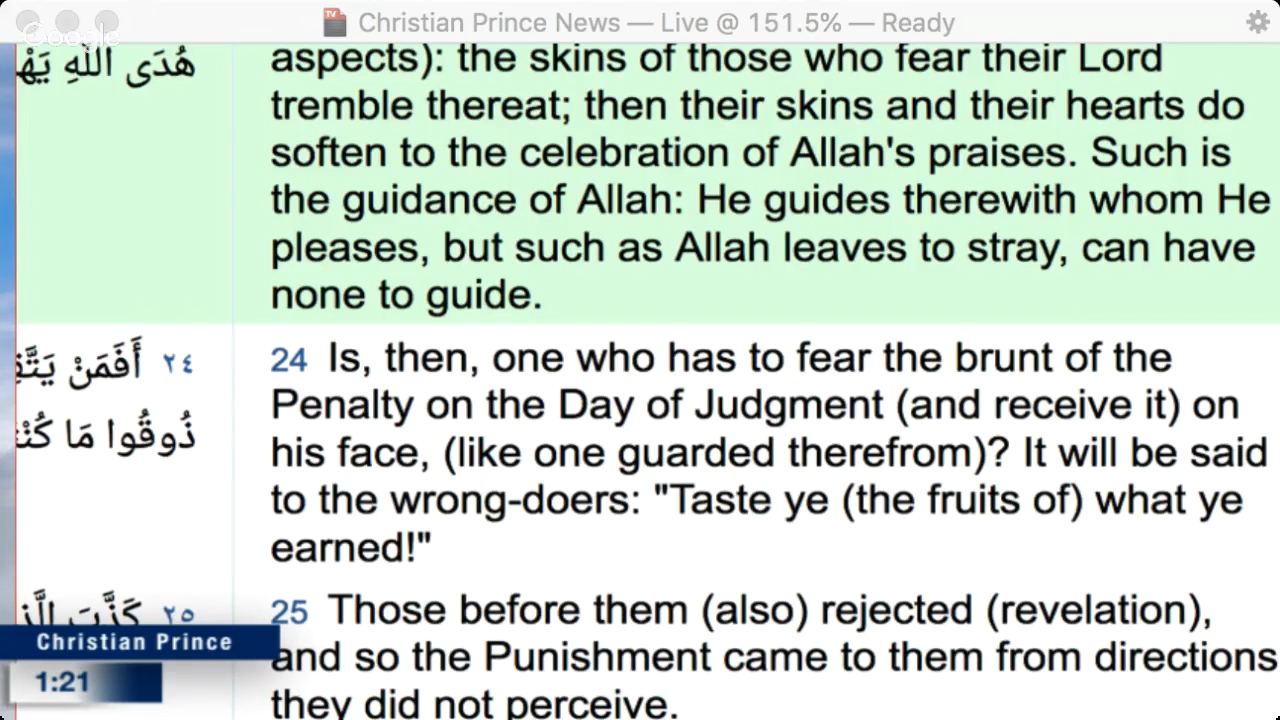 Christian Prince News — Live @ 151.5% — Ready
Google
aspects): the skins of those who fear their Lord
هُدَى اللَّهِ
tremble thereat; then their skins and their hearts do
soften to the celebration of Allah's praises. Such is
the guidance of Allah: He guides therewith whom He
pleases, but such as Allah leaves to stray, can have
none to guide.
٢٤ أَفَمَنْ
24 Is, then, one who has to fear the brunt of the
Penalty on the Day of Judgment (and receive it) on
ذُوقُوا مَا
his face, (like one guarded therefrom)? It will be said
to the wrong-doers: "Taste ye (the fruits of) what ye
earned!"
٢٥ كَذَّبَ
25 Those before them (also) rejected (revelation),
and so the Punishment came to them from directions
they did not perceive.
Christian Prince
1:21